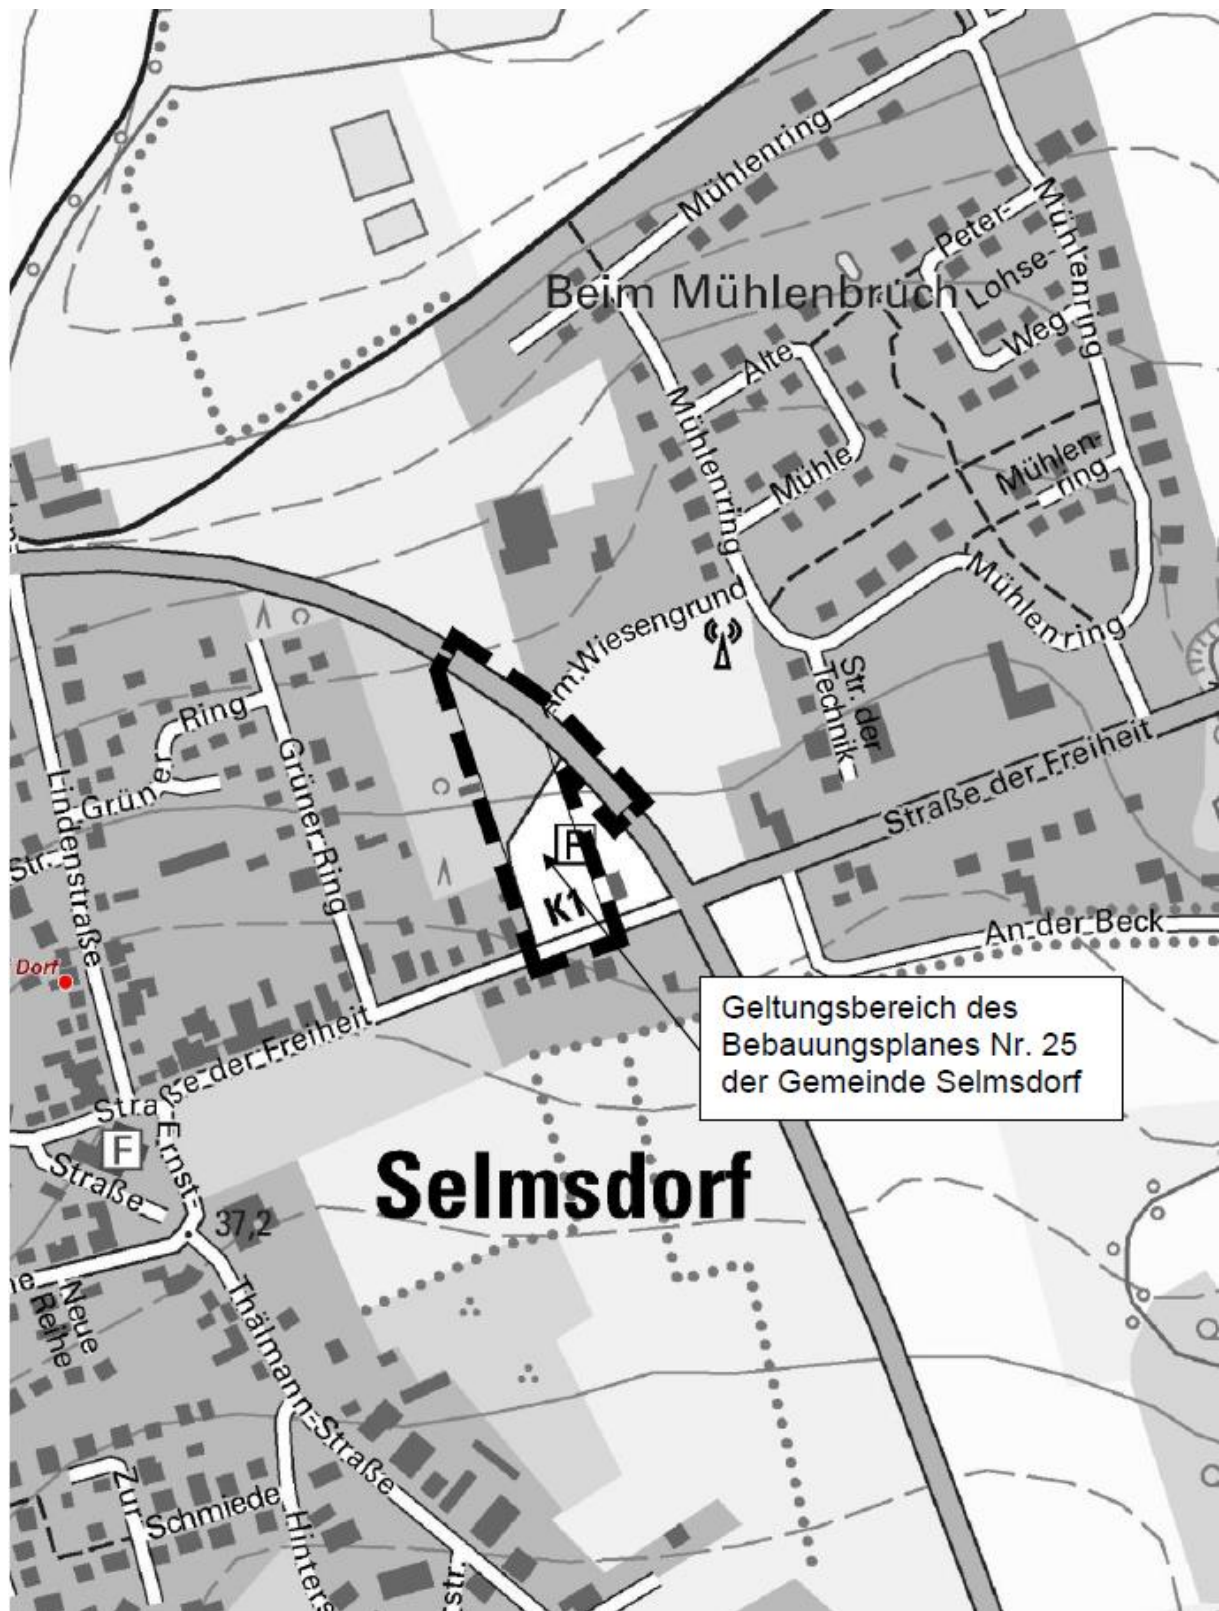 Mühlenring
Peter-
Lohse-
Weg
Mühlenring
Beim Mühlenbruch
Alte
Mühle
Mühlenring
Mühlen-
ring
Mühlenring
Am Wiesengrund
Str. der
Technik
Straße der Freiheit
Ring
Grüner
Grüner Ring
Lindenstraße
Str.
P
K1
An der Beck
Dorf
Geltungsbereich des
Bebauungsplanes Nr. 25
der Gemeinde Selmsdorf
Straße der Freiheit
F
Straße
Ernst-
Thälmann-Straße
37,2
Selmsdorf
Neue
Reihe
Zur
Schmiede
Hinters
str.